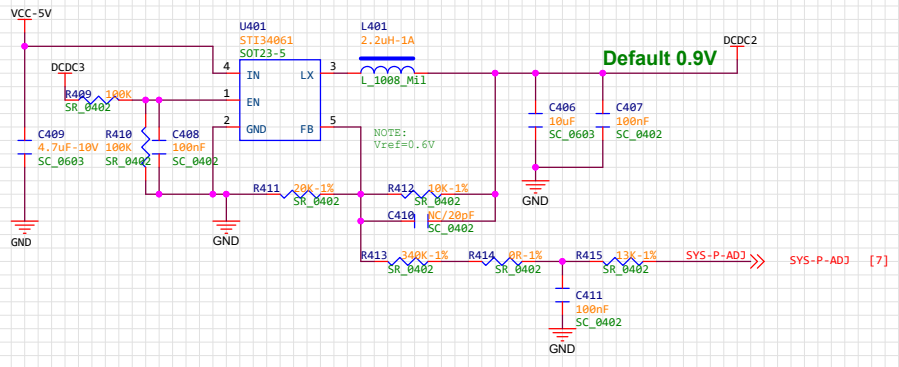 VCC-5V
U401
STI34061
SOT23-5
L401
2.2uH-1A
L_1008_Mil
Default 0.9V
DCDC2
4 IN LX 3
1 EN
2 GND FB 5
DCDC3
R409 100K
SR_0402
C409
4.7uF-10V
SC_0603
R410
100K
SR_0402
C408
100nF
SC_0402
NOTE:
Vref=0.6V
C406
10uF
SC_0603
C407
100nF
SC_0402
GND
R411 20K-1%
SR_0402
R412 10K-1%
SR_0402
C410 NC/20pF
SC_0402
GND
GND
R413 340K-1%
SR_0402
R414 0R-1%
SR_0402
R415 13K-1%
SR_0402
SYS-P-ADJ
SYS-P-ADJ [7]
C411
100nF
SC_0402
GND